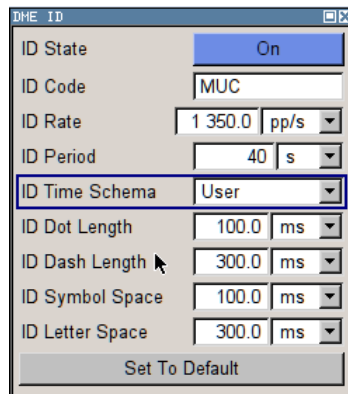 DME ID
ID State On
ID Code MUC
ID Rate 1 350.0 pp/s
ID Period 40 s
ID Time Schema User
ID Dot Length 100.0 ms
ID Dash Length 300.0 ms
ID Symbol Space 100.0 ms
ID Letter Space 300.0 ms
Set To Default